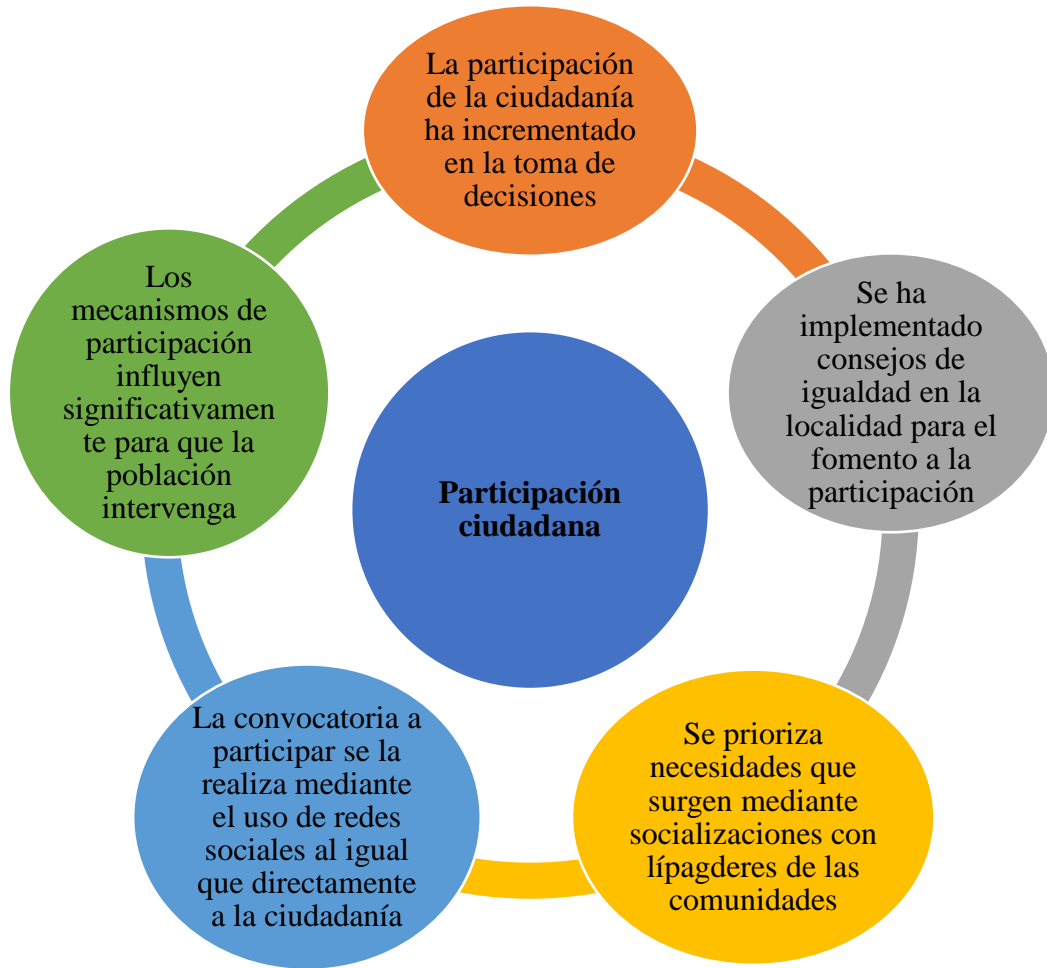 La participación
de la ciudadanía
ha incrementado
en la toma de
decisiones
Se ha
implementado
consejos de
igualdad en la
localidad para el
fomento a la
participación
Se prioriza
necesidades que
surgen mediante
socializaciones con
lípagderes de las
comunidades
La convocatoria a
participar se la
realiza mediante
el uso de redes
sociales al igual
que directamente
a la ciudadanía
Los
mecanismos de
participación
influyen
significativamen
te para que la
población
intervenga
Participación
ciudadana